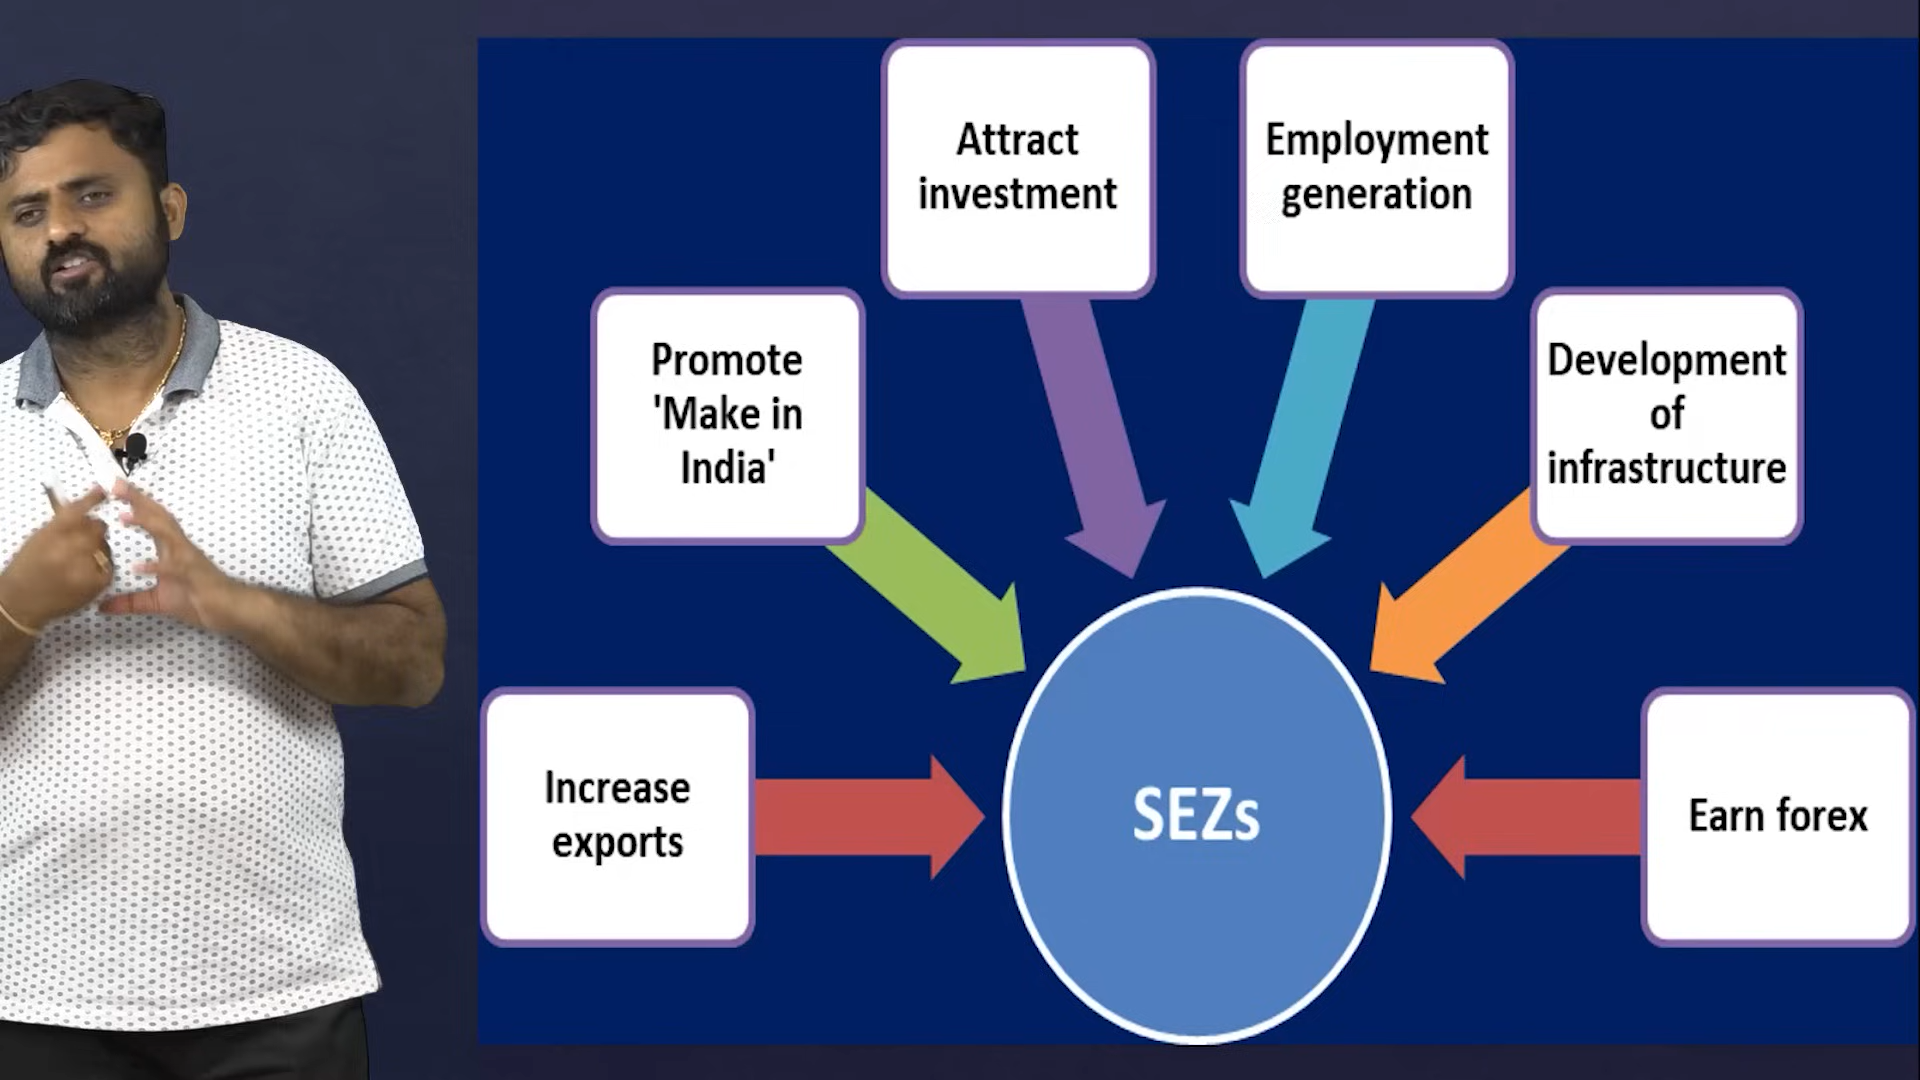 Attract
investment
Employment
generation
Promote
'Make in
India'
Development
of
infrastructure
Increase
exports
SEZs
Earn forex